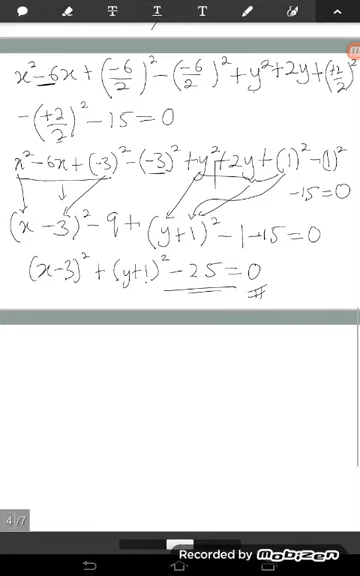 x² - 6x + (-6/2)² - (-6/2)² + y² + 2y + (+2/2)²
- (+2/2)² - 15 = 0
x² - 6x + (-3)² - (-3)² + y² + 2y + (1)² - (1)²
- 15 = 0
(x - 3)² - 9 + (y + 1)² - 1 - 15 = 0
(x - 3)² + (y + 1)² - 25 = 0
4 / 7
Recorded by mobizen